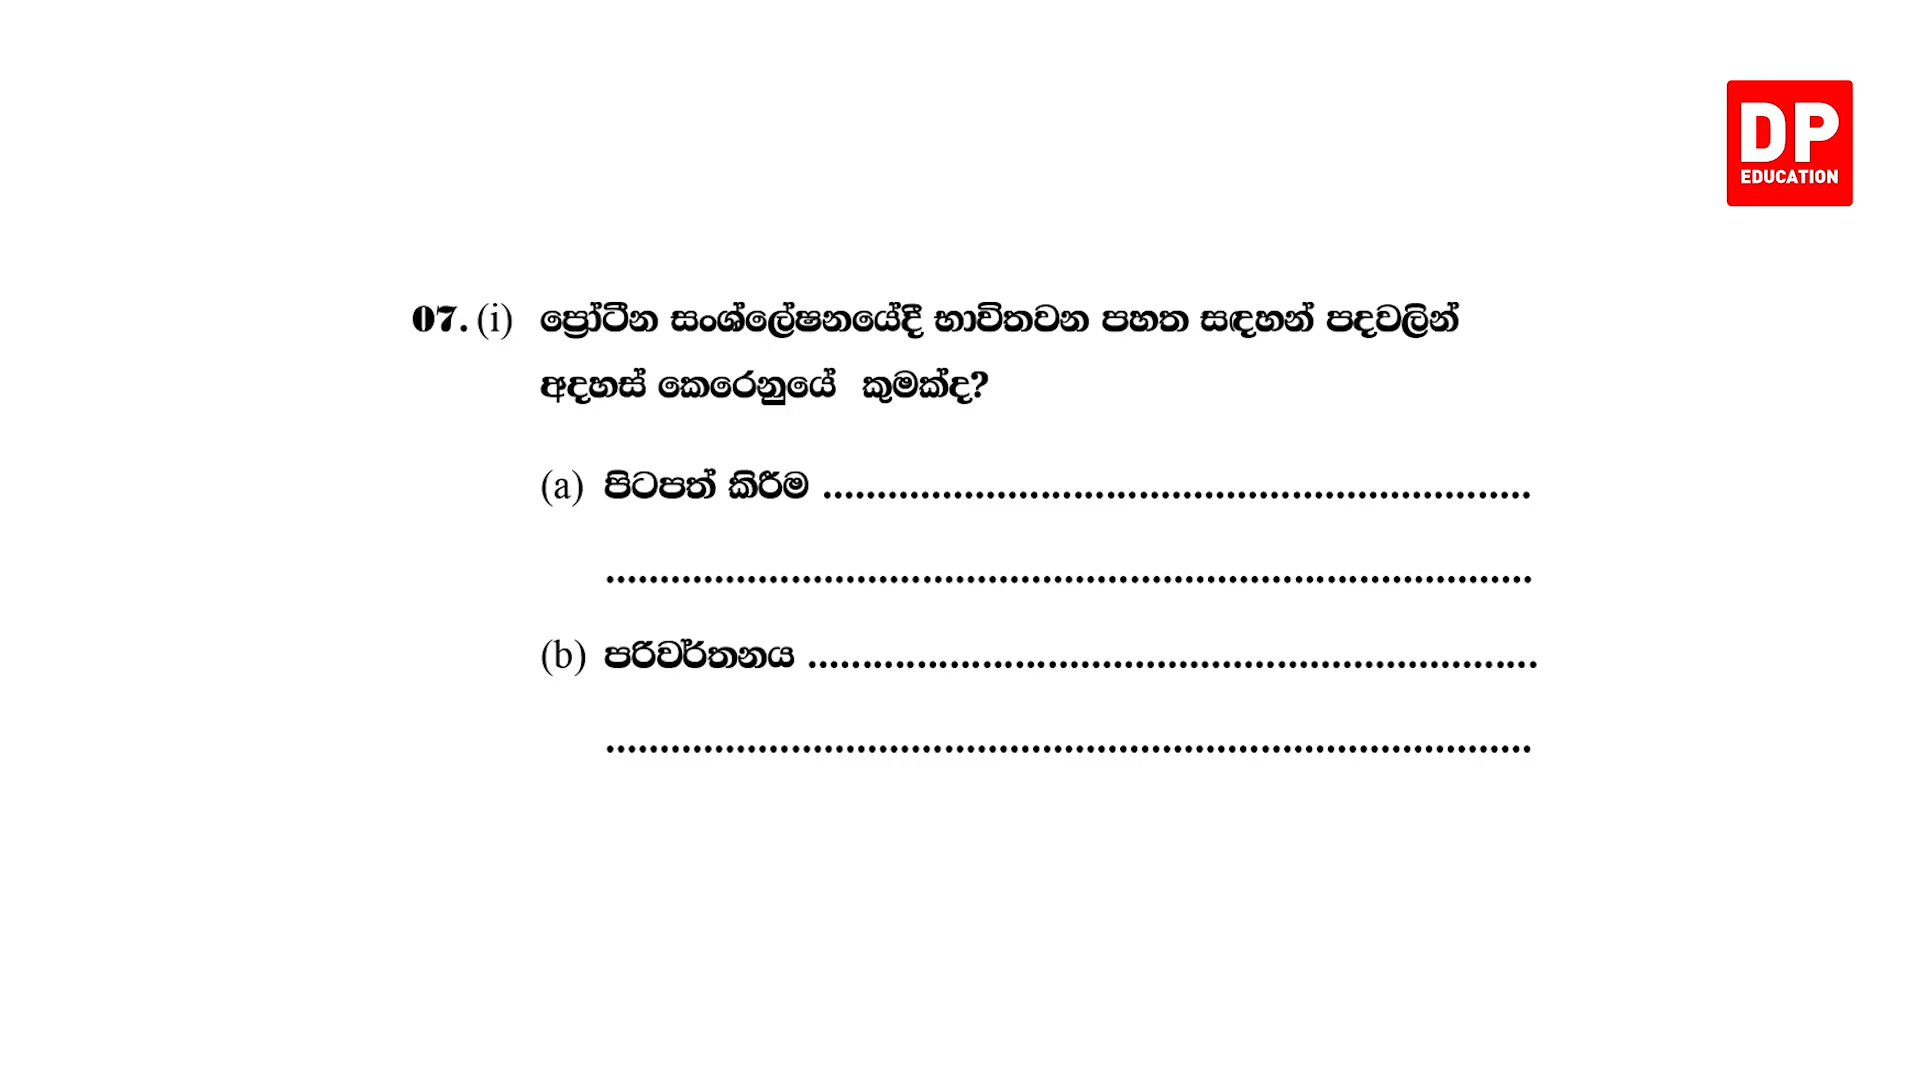 DP
EDUCATION
07. (i) ප්‍රෝටීන සංශ්ලේෂනයේදී භාවිතවන පහත සඳහන් පදවලින්
අදහස් කෙරෙනුයේ කුමක්ද?
(a) පිටපත් කිරීම ................................................................
....................................................................................
(b) පරිවර්තනය ..................................................................
....................................................................................